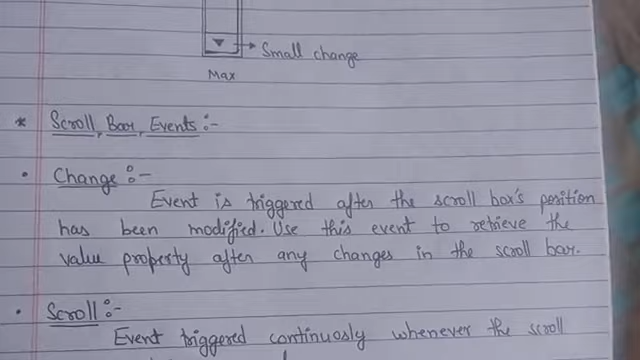 Small change
Max
* Scroll, Bar, Events :-
• Change :-
Event is triggered after the scroll bar's position
has been modified. Use this event to retrieve the
value property after any changes in the scroll bar.
• Scroll :-
Event triggered continuosly whenever the scroll